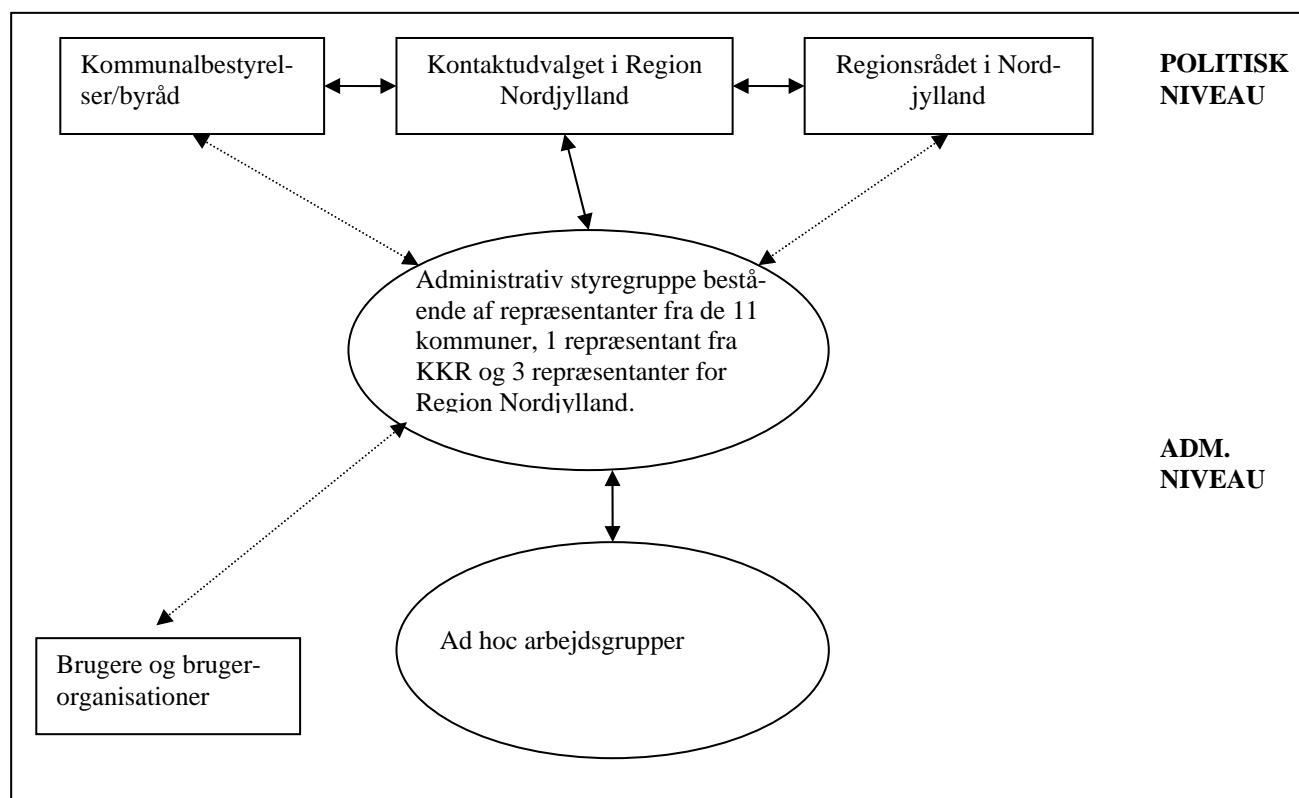 Kommunalbestyrel-
ser/byråd
Kontaktudvalget i Region
Nordjylland
Regionsrådet i Nord-
jylland
POLITISK
NIVEAU
Administrativ styregruppe bestå-
ende af repræsentanter fra de 11
kommuner, 1 repræsentant fra
KKR og 3 repræsentanter for
Region Nordjylland.
ADM.
NIVEAU
Ad hoc arbejdsgrupper
Brugere og bruger-
organisationer